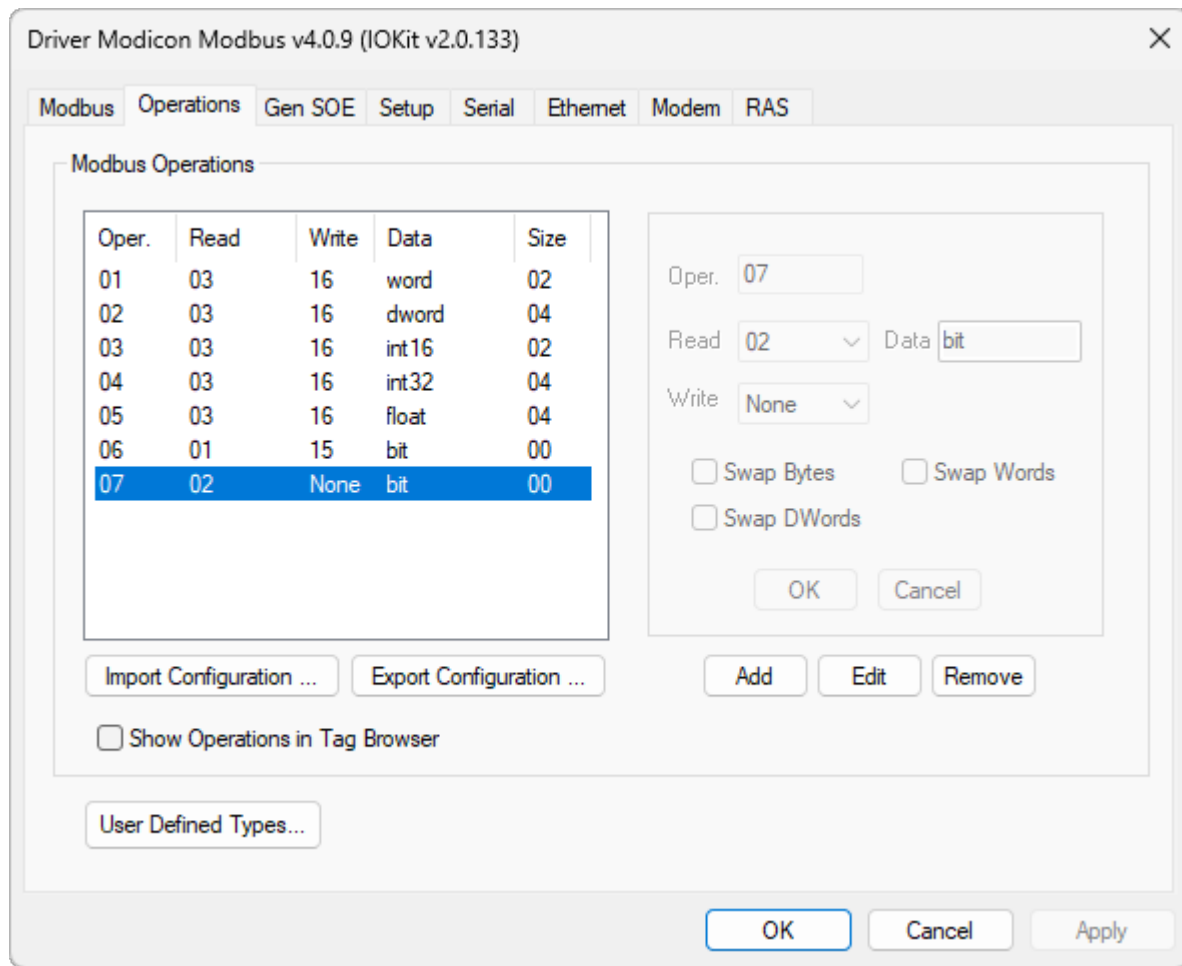 Driver Modicon Modbus v4.0.9 (IOKit v2.0.133)
Modbus Operations Gen SOE Setup Serial Ethernet Modem RAS
Modbus Operations
Oper. Read Write Data Size
01 03 16 word 02
02 03 16 dword 04
03 03 16 int16 02
04 03 16 int32 04
05 03 16 float 04
06 01 15 bit 00
07 02 None bit 00
Oper. 07
Read 02 Data bit
Write None
Swap Bytes Swap Words
Swap DWords
OK Cancel
Import Configuration ... Export Configuration ... Add Edit Remove
Show Operations in Tag Browser
User Defined Types...
OK Cancel Apply